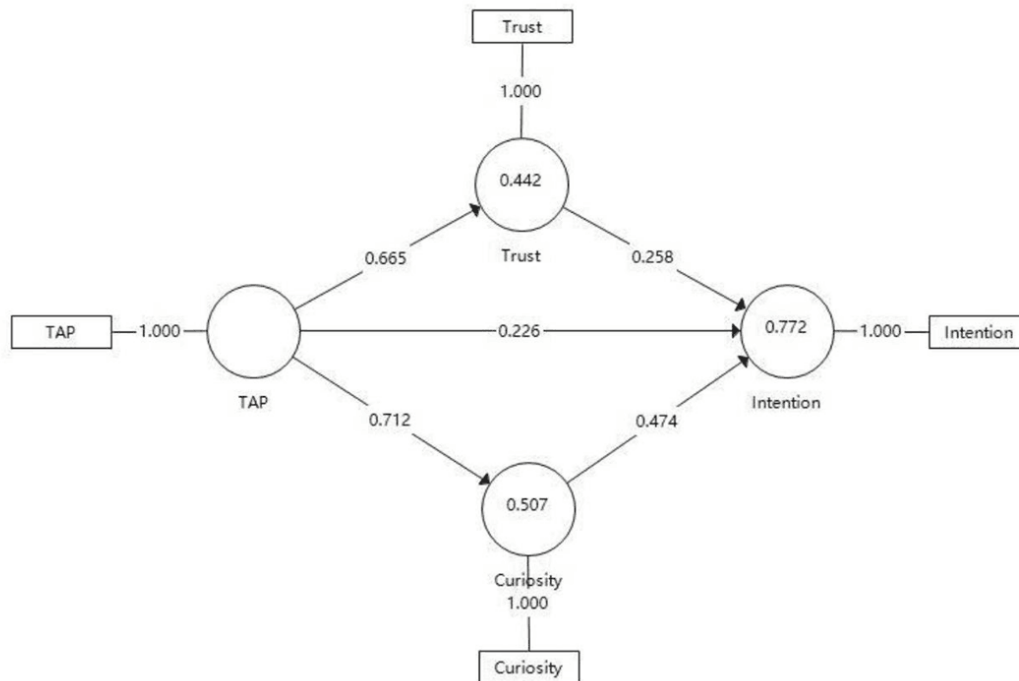 Trust
1.000
0.442
Trust
0.665
0.258
TAP
1.000
0.226
0.772
1.000
Intention
TAP
Intention
0.712
0.474
0.507
Curiosity
1.000
Curiosity